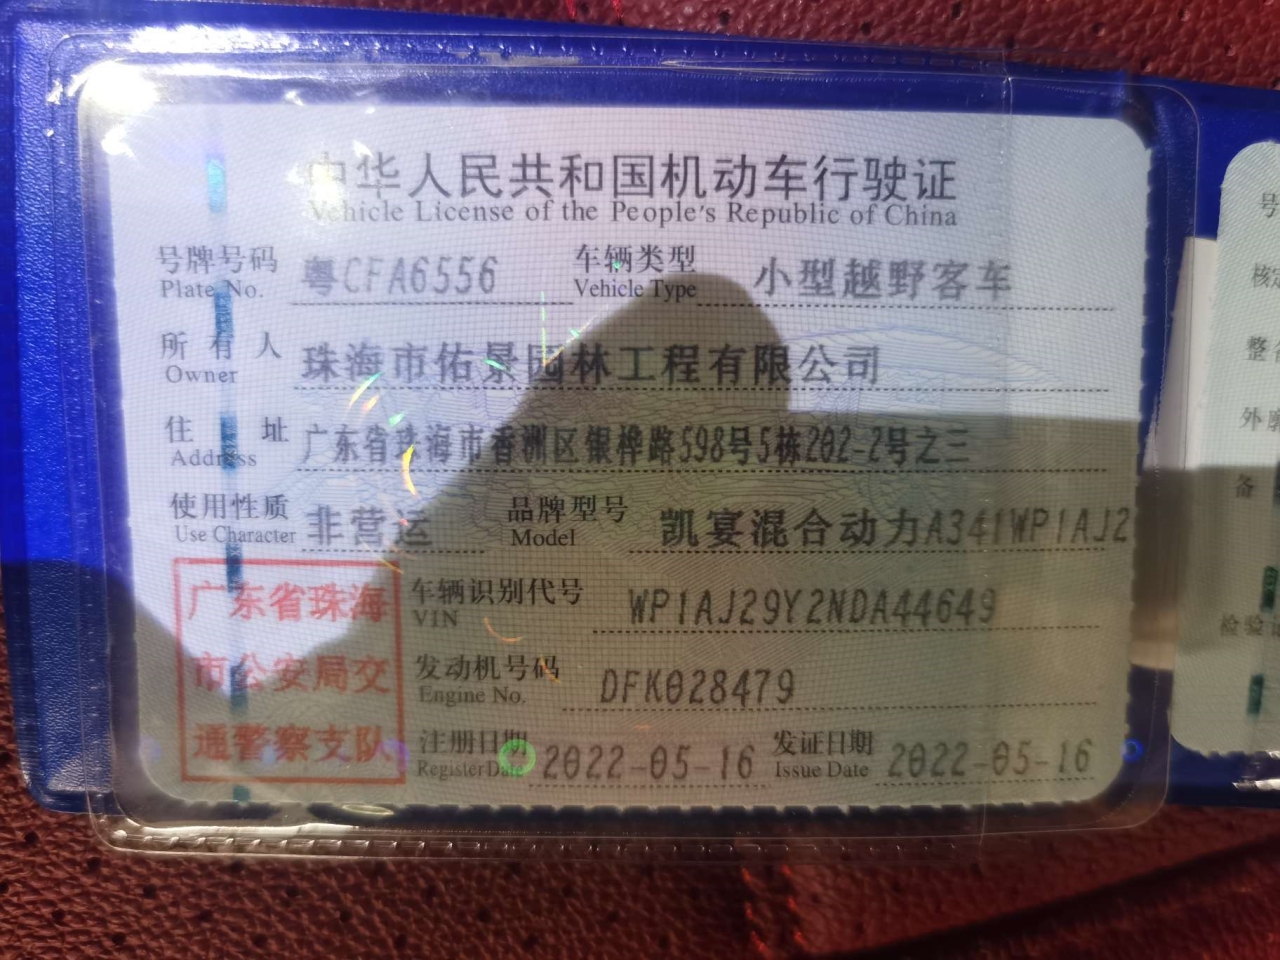 中华人民共和国机动车行驶证
Vehicle License of the People's Republic of China
号牌号码 粤CFA6556 车辆类型 小型越野客车
Plate No. Vehicle Type
所有人 珠海市佑景园林工程有限公司
Owner
住址 广东省珠海市香洲区银桦路598号5栋202-2号之三
Address
使用性质 非营运 品牌型号 凯宴混合动力A341WP1AJ2
Use Character Model
广东省珠海 车辆识别代号 WP1AJ29Y2NDA44649
VIN
市公安局交 发动机号码 DFK028479
Engine No.
通警察支队 注册日期 2022-05-16 发证日期 2022-05-16
Register Date Issue Date
号
核定
整
外廓
备
检验